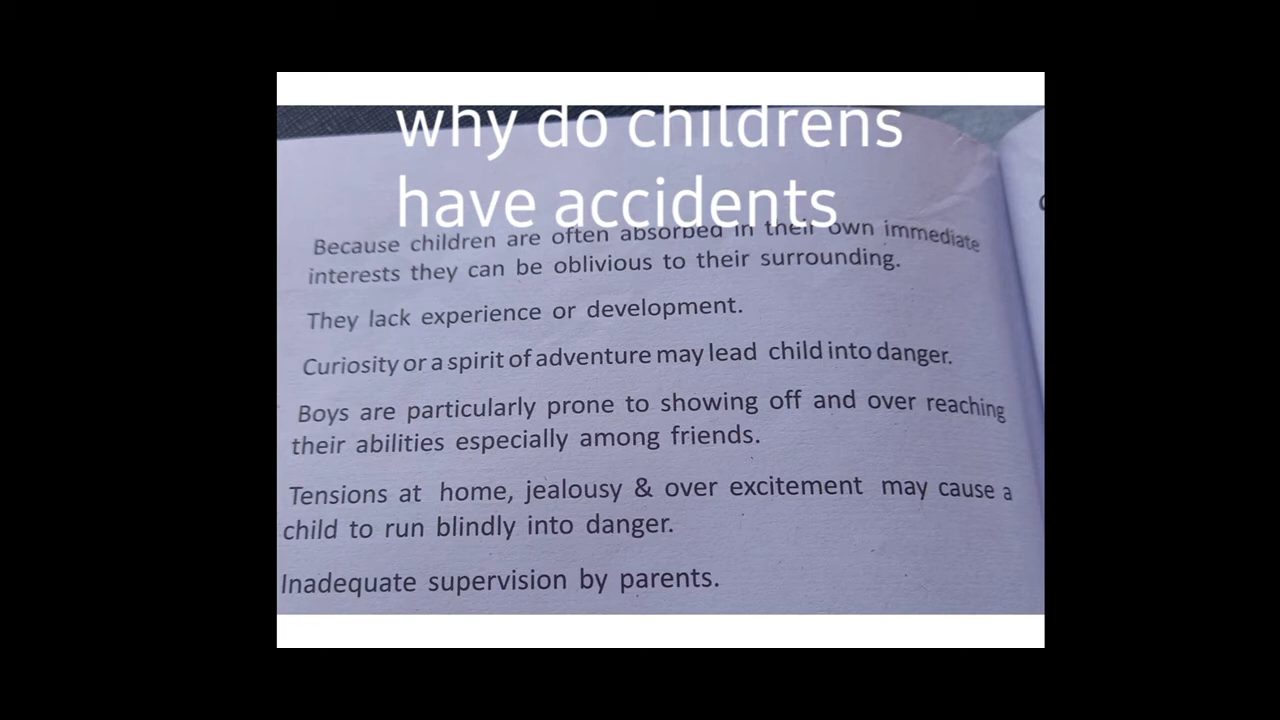 why do childrens
have accidents
Because children are often absorbed in their own immediate
interests they can be oblivious to their surrounding.
They lack experience or development.
Curiosity or a spirit of adventure may lead child into danger.
Boys are particularly prone to showing off and over reaching
their abilities especially among friends.
Tensions at home, jealousy & over excitement may cause a
child to run blindly into danger.
Inadequate supervision by parents.